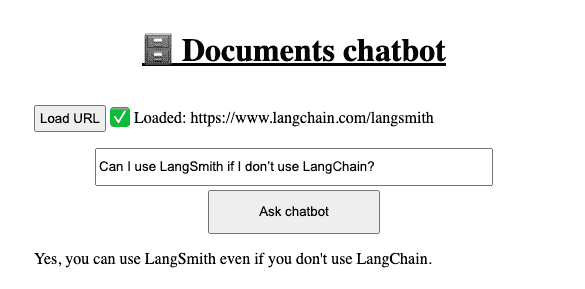 🗄️ Documents chatbot
Load URL ✅ Loaded: https://www.langchain.com/langsmith
Can I use LangSmith if I don't use LangChain?
Ask chatbot
Yes, you can use LangSmith even if you don't use LangChain.